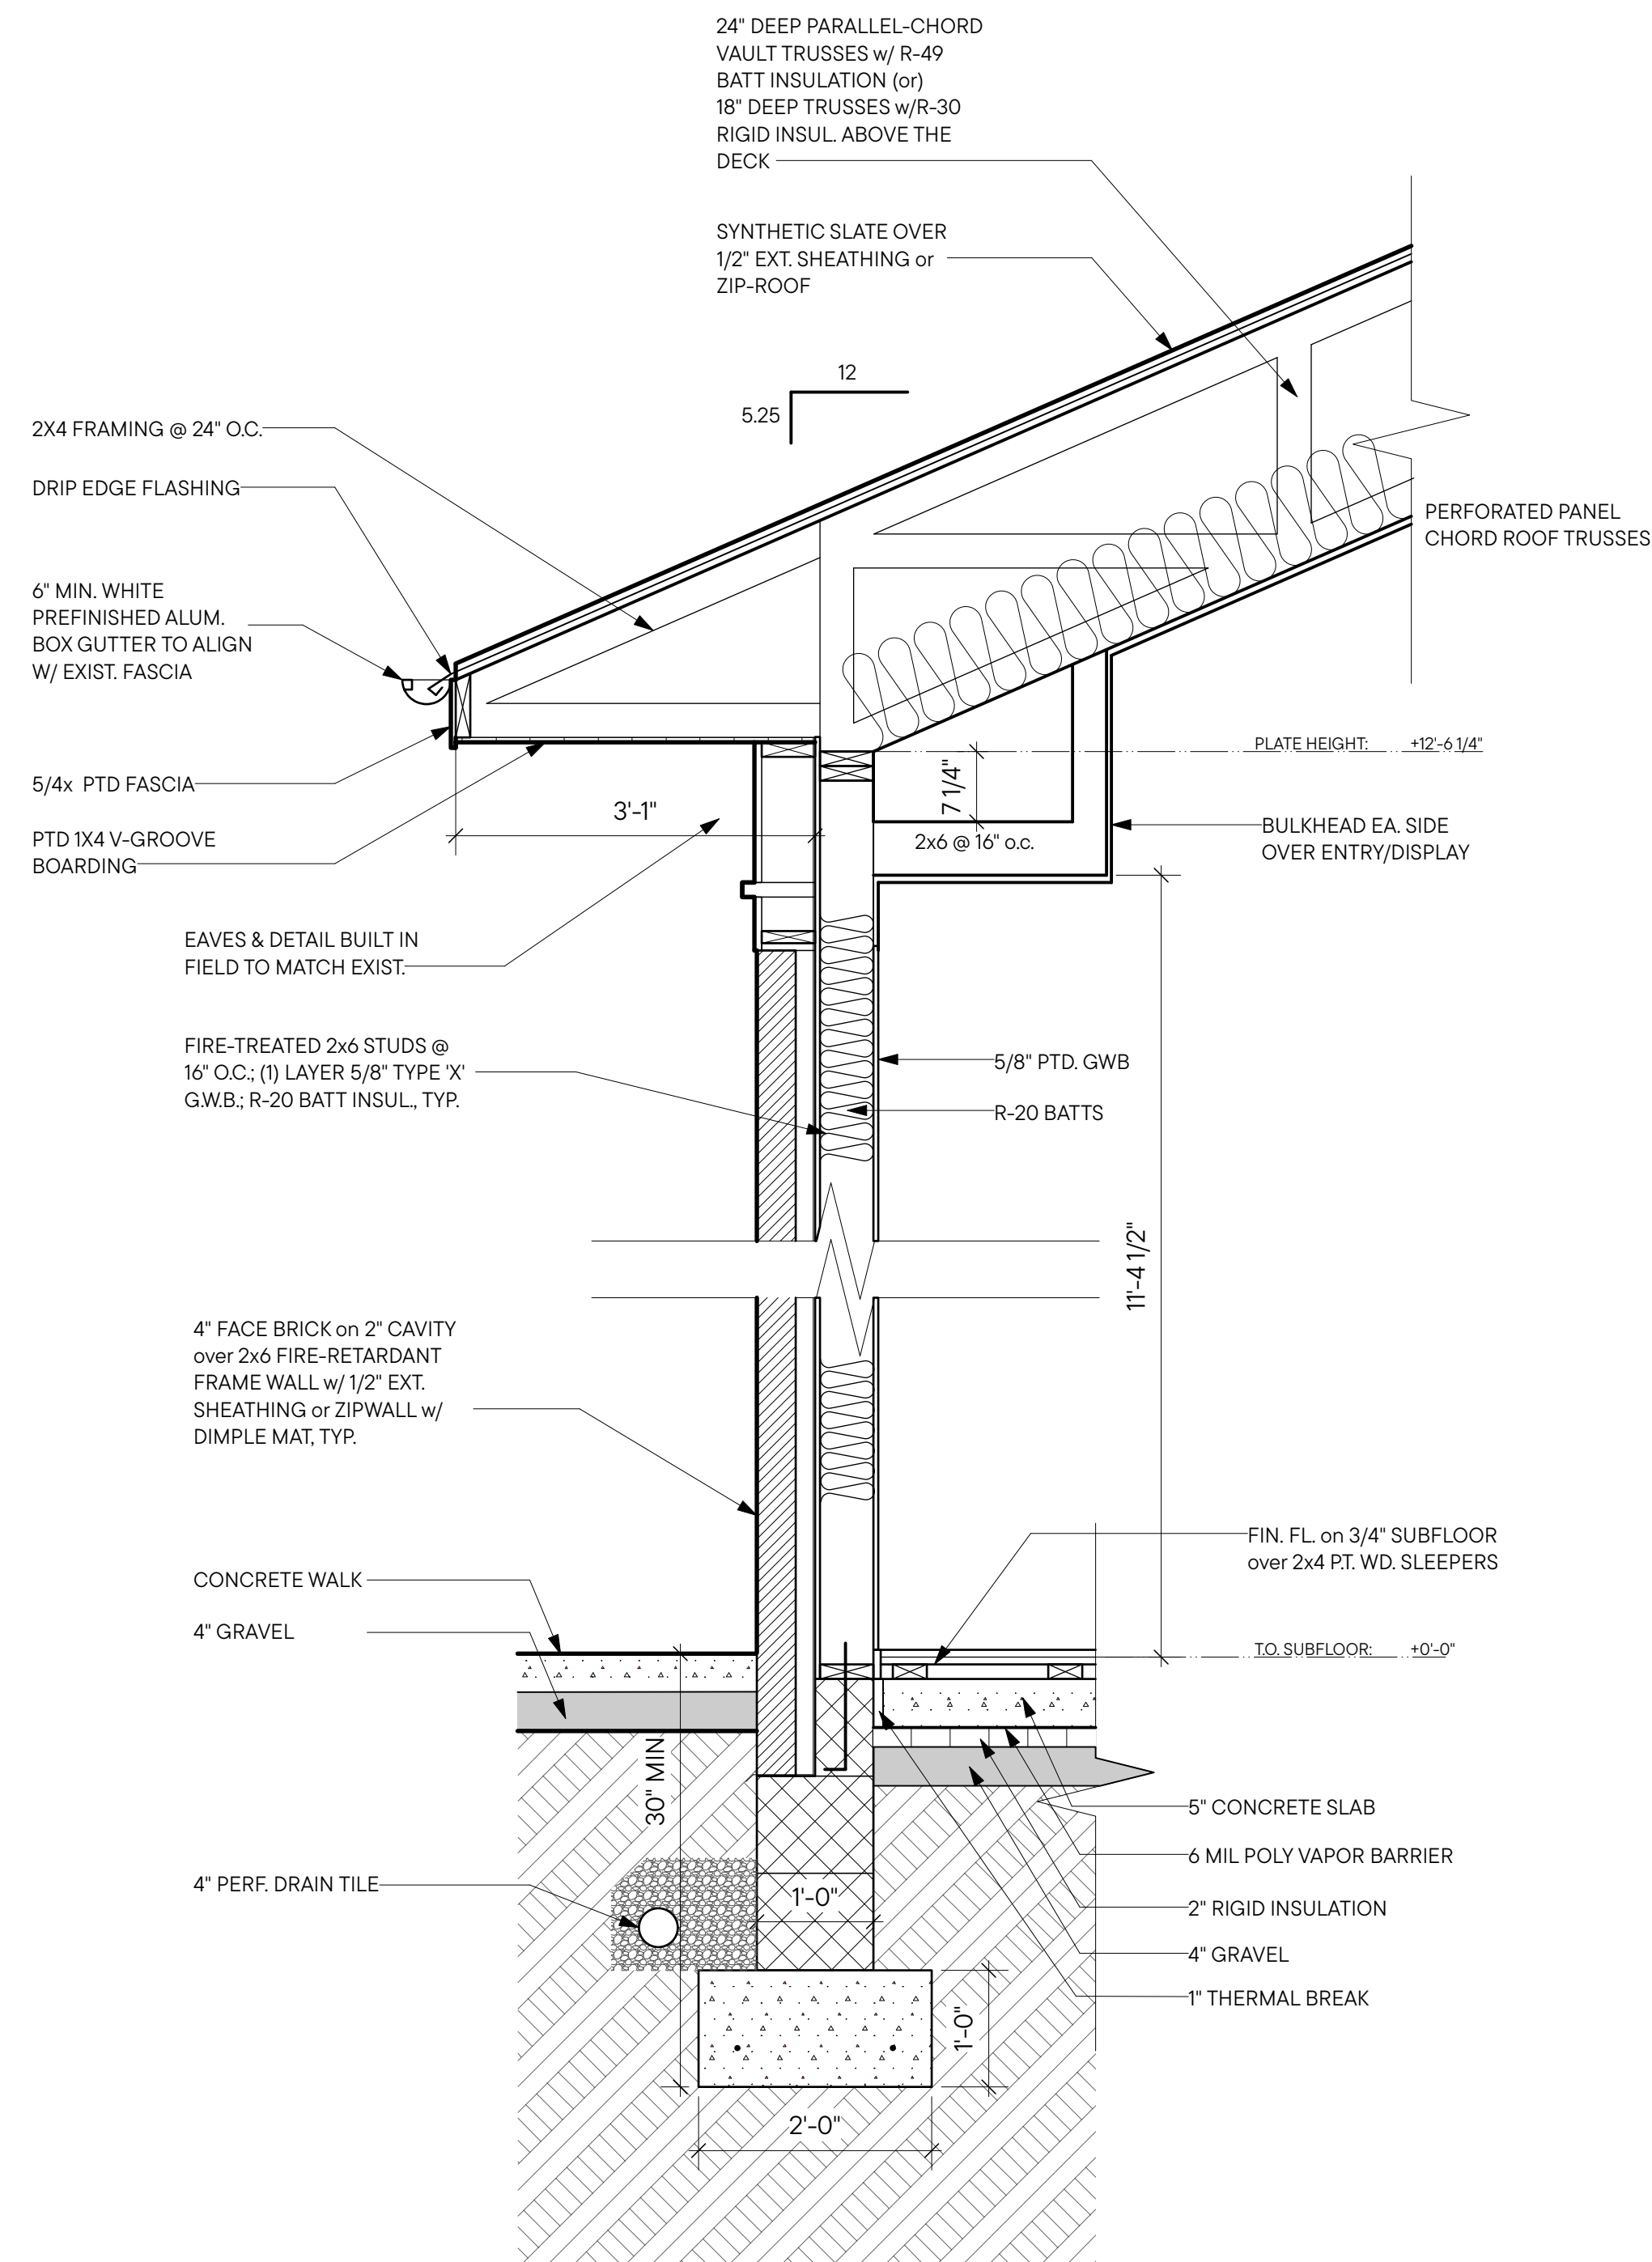 24" DEEP PARALLEL-CHORD
VAULT TRUSSES w/ R-49
BATT INSULATION (or)
18" DEEP TRUSSES w/R-30
RIGID INSUL. ABOVE THE
DECK
SYNTHETIC SLATE OVER
1/2" EXT. SHEATHING or
ZIP-ROOF
12
5.25
2X4 FRAMING @ 24" O.C.
DRIP EDGE FLASHING
PERFORATED PANEL
CHORD ROOF TRUSSES
6" MIN. WHITE
PREFINISHED ALUM.
BOX GUTTER TO ALIGN
W/ EXIST. FASCIA
PLATE HEIGHT: +12'-6 1/4"
5/4x PTD FASCIA
7 1/4"
3'-1"
PTD 1X4 V-GROOVE
BOARDING
2x6 @ 16" o.c.
BULKHEAD EA. SIDE
OVER ENTRY/DISPLAY
EAVES & DETAIL BUILT IN
FIELD TO MATCH EXIST.
FIRE-TREATED 2x6 STUDS @
16" O.C.; (1) LAYER 5/8" TYPE 'X'
G.W.B.; R-20 BATT INSUL., TYP.
5/8" PTD. GWB
R-20 BATTS
11'-4 1/2"
4" FACE BRICK on 2" CAVITY
over 2x6 FIRE-RETARDANT
FRAME WALL w/ 1/2" EXT.
SHEATHING or ZIPWALL w/
DIMPLE MAT, TYP.
FIN. FL. on 3/4" SUBFLOOR
over 2x4 P.T. WD. SLEEPERS
CONCRETE WALK
4" GRAVEL
T.O. SUBFLOOR: +0'-0"
30" MIN
5" CONCRETE SLAB
6 MIL POLY VAPOR BARRIER
4" PERF. DRAIN TILE
1'-0"
2" RIGID INSULATION
4" GRAVEL
1" THERMAL BREAK
1'-0"
2'-0"